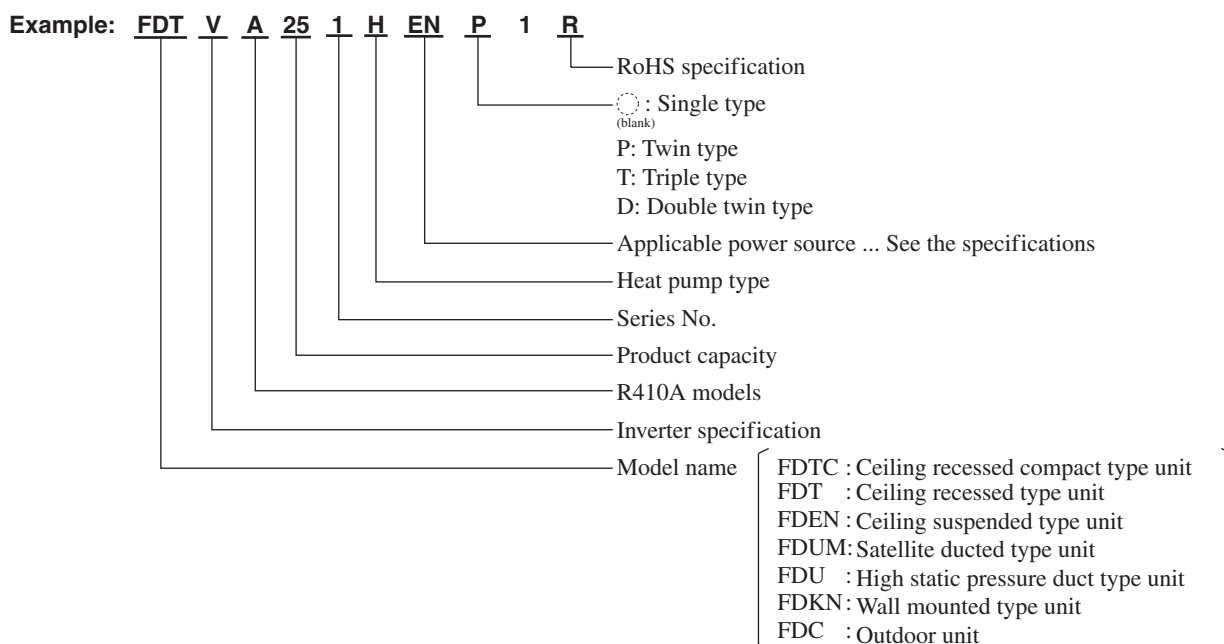 Example: FDT V A 25 1 H EN P 1 R
RoHS specification
: Single type
(blank)
P: Twin type
T: Triple type
D: Double twin type
Applicable power source ... See the specifications
Heat pump type
Series No.
Product capacity
R410A models
Inverter specification
Model name
FDTC : Ceiling recessed compact type unit
FDT : Ceiling recessed type unit
FDEN : Ceiling suspended type unit
FDUM: Satellite ducted type unit
FDU : High static pressure duct type unit
FDKN : Wall mounted type unit
FDC : Outdoor unit